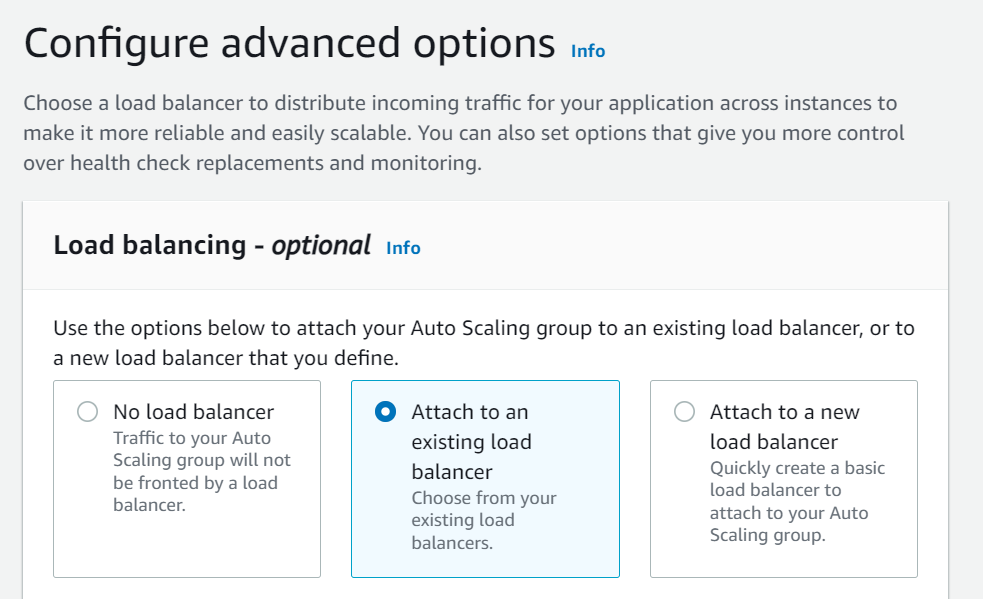 Configure advanced options Info
Choose a load balancer to distribute incoming traffic for your application across instances to
make it more reliable and easily scalable. You can also set options that give you more control
over health check replacements and monitoring.
Load balancing - optional Info
Use the options below to attach your Auto Scaling group to an existing load balancer, or to
a new load balancer that you define.
No load balancer
Traffic to your Auto
Scaling group will not
be fronted by a load
balancer.
Attach to an
existing load
balancer
Choose from your
existing load
balancers.
Attach to a new
load balancer
Quickly create a basic
load balancer to
attach to your Auto
Scaling group.